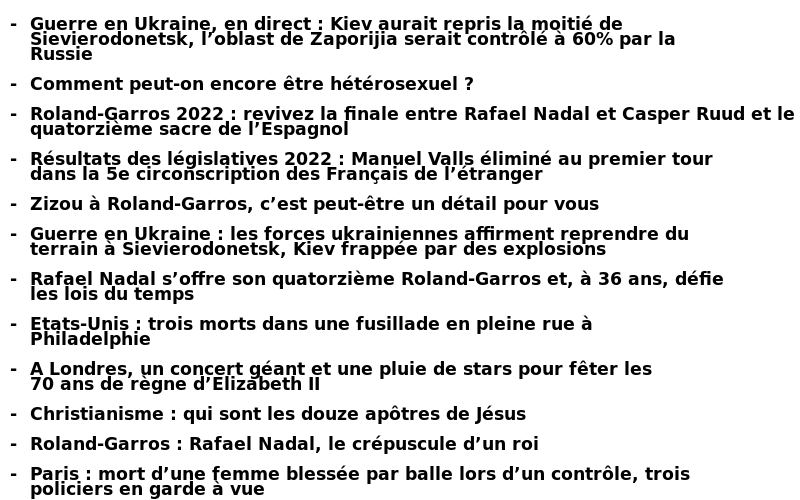 - Guerre en Ukraine, en direct : Kiev aurait repris la moitié de
Sievierodonetsk, l’oblast de Zaporijia serait contrôlé à 60% par la
Russie
- Comment peut-on encore être hétérosexuel ?
- Roland-Garros 2022 : revivez la finale entre Rafael Nadal et Casper Ruud et le
quatorzième sacre de l’Espagnol
- Résultats des législatives 2022 : Manuel Valls éliminé au premier tour
dans la 5e circonscription des Français de l’étranger
- Zizou à Roland-Garros, c’est peut-être un détail pour vous
- Guerre en Ukraine : les forces ukrainiennes affirment reprendre du
terrain à Sievierodonetsk, Kiev frappée par des explosions
- Rafael Nadal s’offre son quatorzième Roland-Garros et, à 36 ans, défie
les lois du temps
- Etats-Unis : trois morts dans une fusillade en pleine rue à
Philadelphie
- A Londres, un concert géant et une pluie de stars pour fêter les
70 ans de règne d’Elizabeth II
- Christianisme : qui sont les douze apôtres de Jésus
- Roland-Garros : Rafael Nadal, le crépuscule d’un roi
- Paris : mort d’une femme blessée par balle lors d’un contrôle, trois
policiers en garde à vue